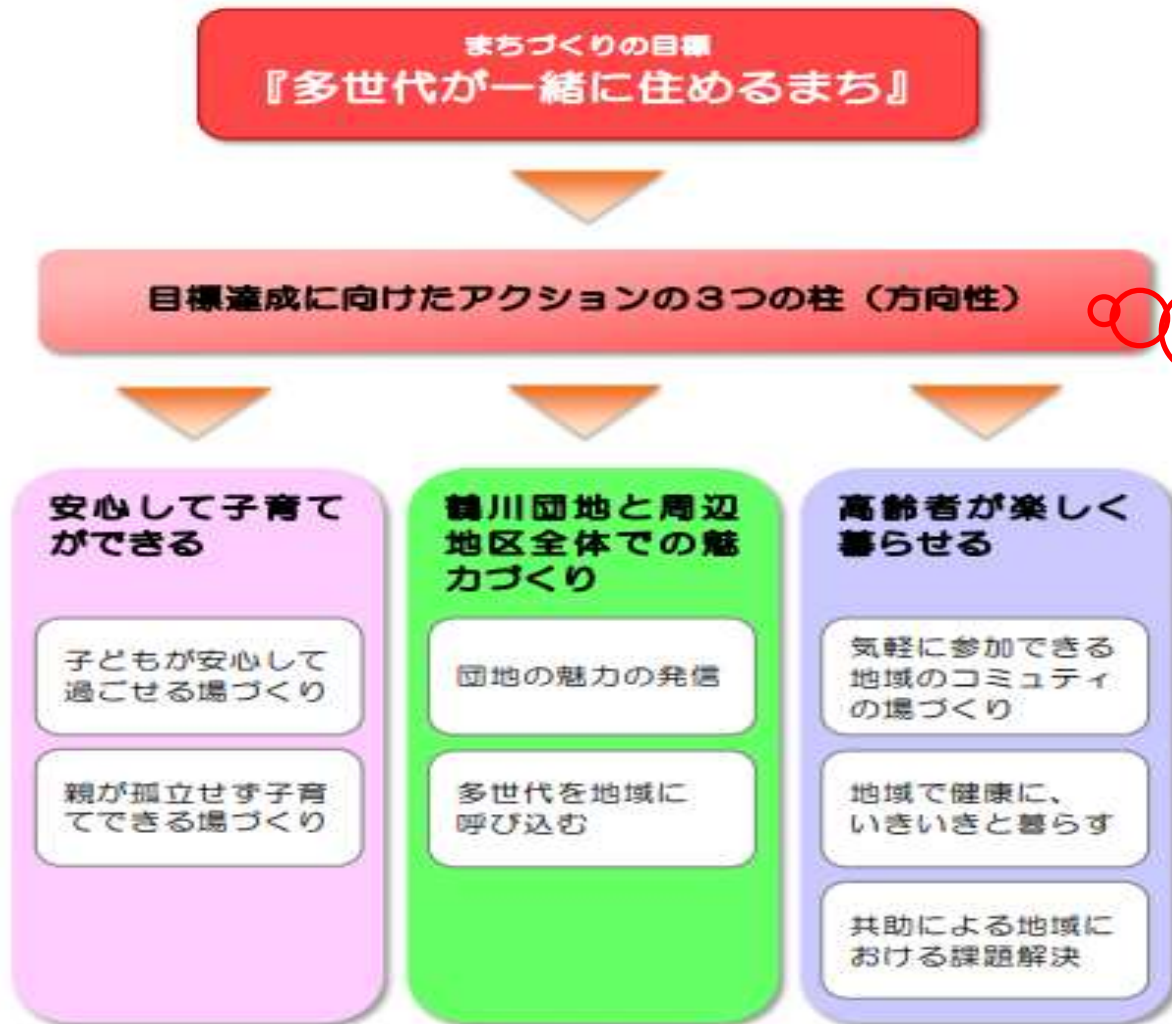 まちづくりの目標
『多世代が一緒に住めるまち』
目標達成に向けたアクションの3つの柱（方向性）
安心して子育て
ができる
子どもが安心して
過ごせる場づくり
親が孤立せず子育
てできる場づくり
鶴川団地と周辺
地区全体での魅
力づくり
団地の魅力の発信
多世代を地域に
呼び込む
高齢者が楽しく
暮らせる
気軽に参加できる
地域のコミュティ
の場づくり
地域で健康に、
いきいきと暮らす
共助による地域に
おける課題解決